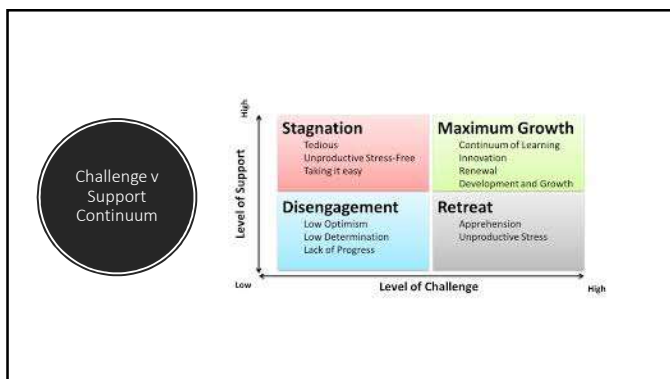 Challenge v
Support
Continuum
High
Level of Support
Stagnation
Tedious
Unproductive Stress-Free
Taking it easy
Maximum Growth
Continuum of Learning
Innovation
Renewal
Development and Growth
Disengagement
Low Optimism
Low Determination
Lack of Progress
Retreat
Apprehension
Unproductive Stress
Low
Level of Challenge
High